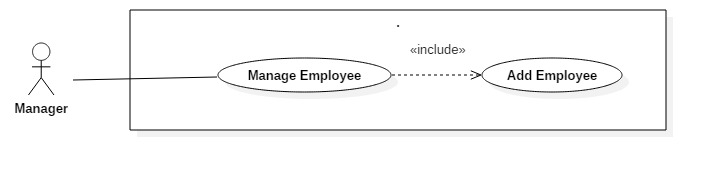 «include»
Manage Employee
Add Employee
Manager